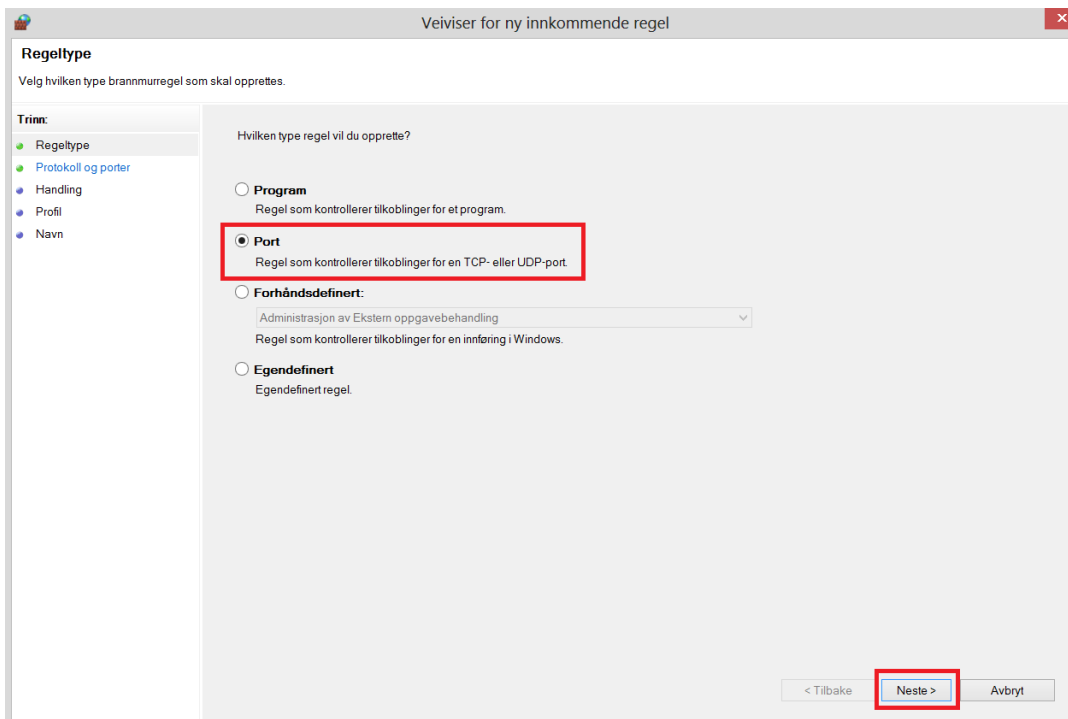 Veiviser for ny innkommende regel
Regeltype
Velg hvilken type brannmurregel som skal opprettes.
Trinn:
Regeltype
Protokoll og porter
Handling
Profil
Navn
Hvilken type regel vil du opprette?
Program
Regel som kontrollerer tilkoblinger for et program.
Port
Regel som kontrollerer tilkoblinger for en TCP- eller UDP-port.
Forhåndsdefinert:
Administrasjon av Ekstern oppgavebehandling
Regel som kontrollerer tilkoblinger for en innføring i Windows.
Egendefinert
Egendefinert regel.
< Tilbake
Neste >
Avbryt